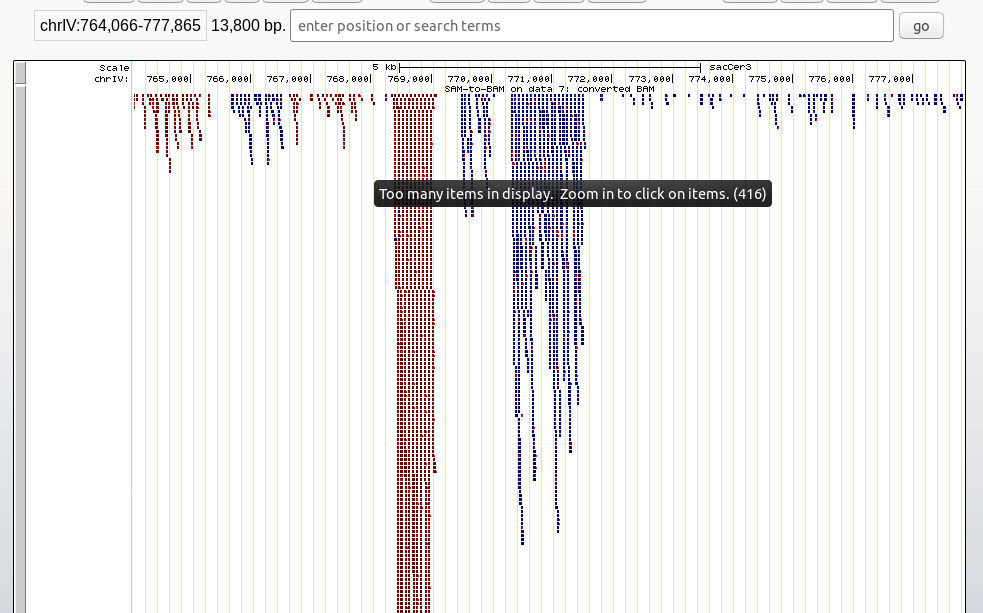 chrIV:764,066-777,865 13,800 bp. enter position or search terms go
Scale 5 kb sacCer3
chrIV: 765,000 766,000 767,000 768,000 769,000 770,000 771,000 772,000 773,000 774,000 775,000 776,000 777,000
SAM-to-BAM on data 7: converted BAM
Too many items in display. Zoom in to click on items. (416)